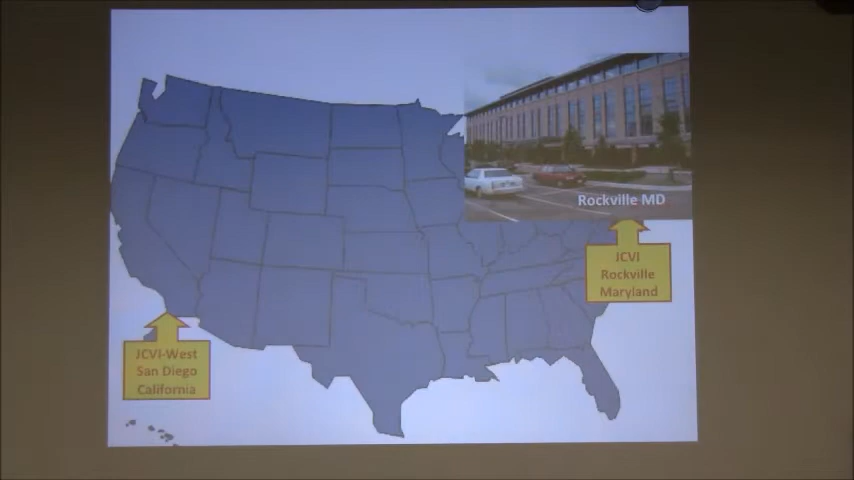 Rockville MD
JCVI
Rockville
Maryland
JCVI-West
San Diego
California